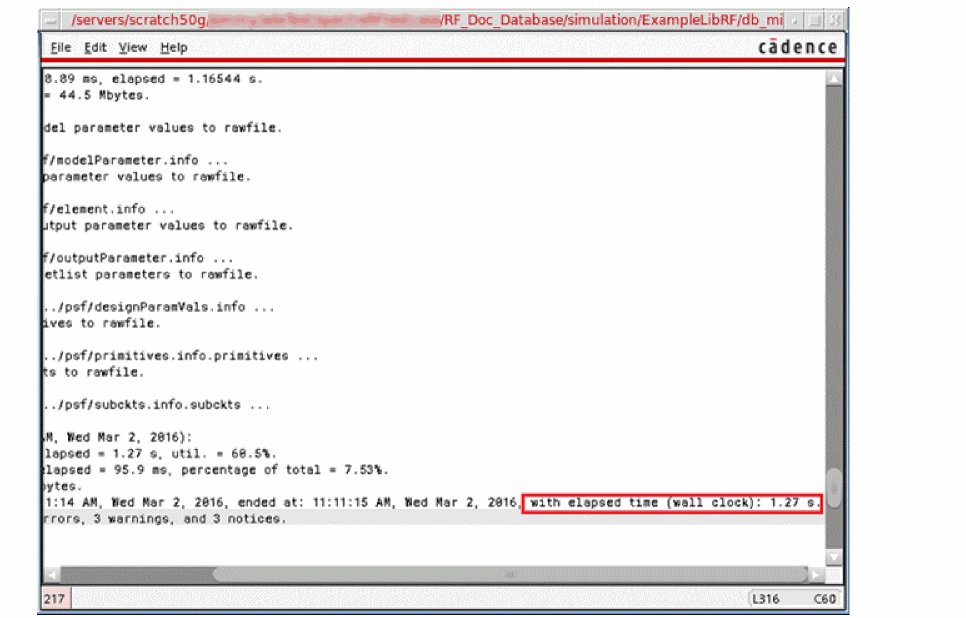 /servers/scratch50g/ /RF_Doc_Database/simulation/ExampleLibRF/db_mi
File Edit View Help cādence
8.89 ms, elapsed = 1.16544 s.
= 44.5 Mbytes.
del parameter values to rawfile.
f/modelParameter.info ...
parameter values to rawfile.
f/element.info ...
utput parameter values to rawfile.
f/outputParameter.info ...
etlist parameters to rawfile.
../psf/designParamVals.info ...
ives to rawfile.
../psf/primitives.info.primitives ...
ts to rawfile.
../psf/subckts.info.subckts ...
M, Wed Mar 2, 2016):
lapsed = 1.27 s, util. = 60.5%.
elapsed = 95.9 ms, percentage of total = 7.53%.
bytes.
1:14 AM, Wed Mar 2, 2016, ended at: 11:11:15 AM, Wed Mar 2, 2016, with elapsed time (wall clock): 1.27 s.
rrors, 3 warnings, and 3 notices.
217 L316 C60